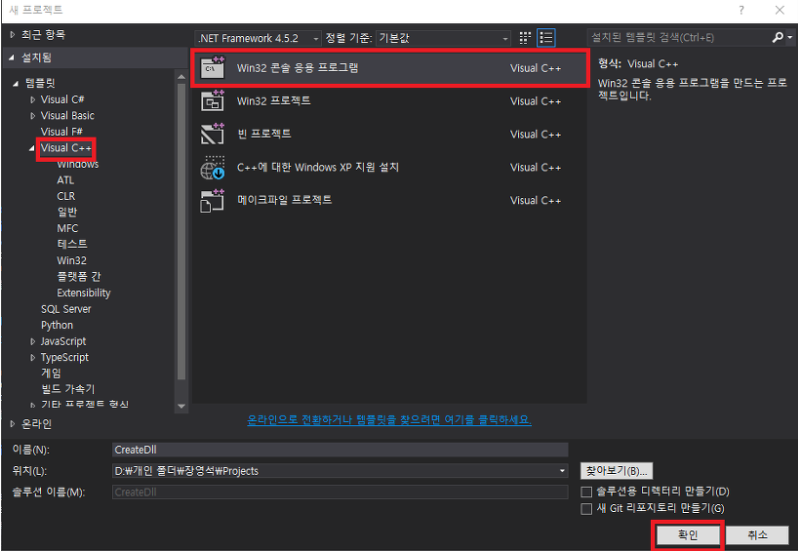 새 프로젝트
최근 항목
.NET Framework 4.5.2 정렬 기준: 기본값
설치된 템플릿 검색(Ctrl+E)
설치됨
템플릿
Visual C#
Visual Basic
Visual F#
Visual C++
Windows
ATL
CLR
일반
MFC
테스트
Win32
플랫폼 간
Extensibility
SQL Server
Python
JavaScript
TypeScript
게임
빌드 가속기
기타 프로젝트 형식
온라인
C:\
Win32 콘솔 응용 프로그램 Visual C++
Win32 프로젝트 Visual C++
빈 프로젝트 Visual C++
C++에 대한 Windows XP 지원 설치 Visual C++
메이크파일 프로젝트 Visual C++
온라인으로 전환하거나 템플릿을 찾으려면 여기를 클릭하세요.
형식: Visual C++
Win32 콘솔 응용 프로그램을 만드는 프로
젝트입니다.
이름(N): CreateDll
위치(L): D:₩개인 폴더₩장영석₩Projects 찾아보기(B)...
솔루션 이름(M): CreateDll
솔루션용 디렉터리 만들기(D)
새 Git 리포지토리 만들기(G)
확인 취소